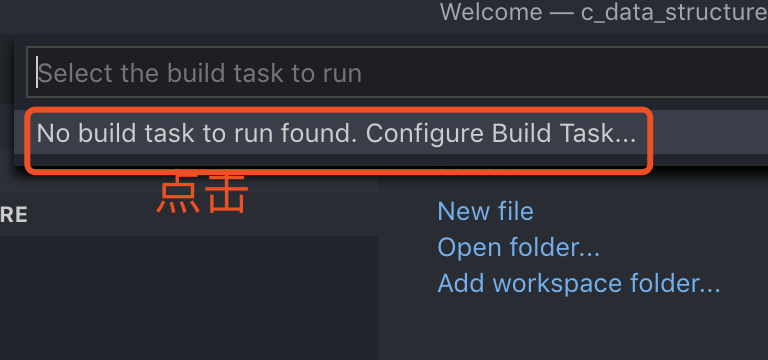 Welcome — c_data_structure
Select the build task to run
No build task to run found. Configure Build Task...
点击
RE
New file
Open folder...
Add workspace folder...